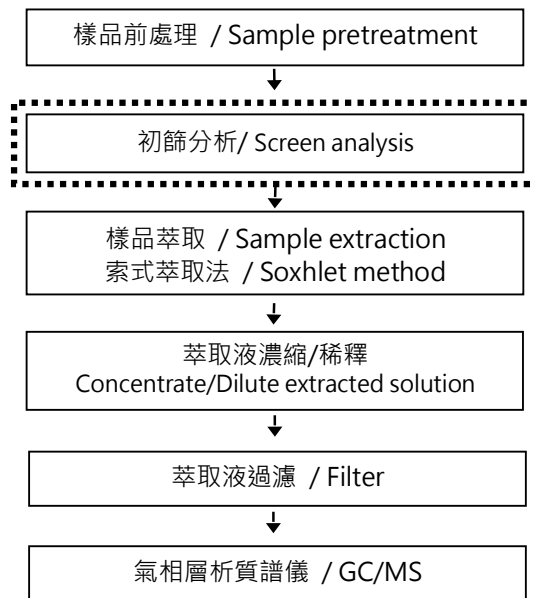 樣品前處理 / Sample pretreatment
初篩分析/ Screen analysis
樣品萃取 / Sample extraction
索式萃取法 / Soxhlet method
萃取液濃縮/稀釋
Concentrate/Dilute extracted solution
萃取液過濾 / Filter
氣相層析質譜儀 / GC/MS